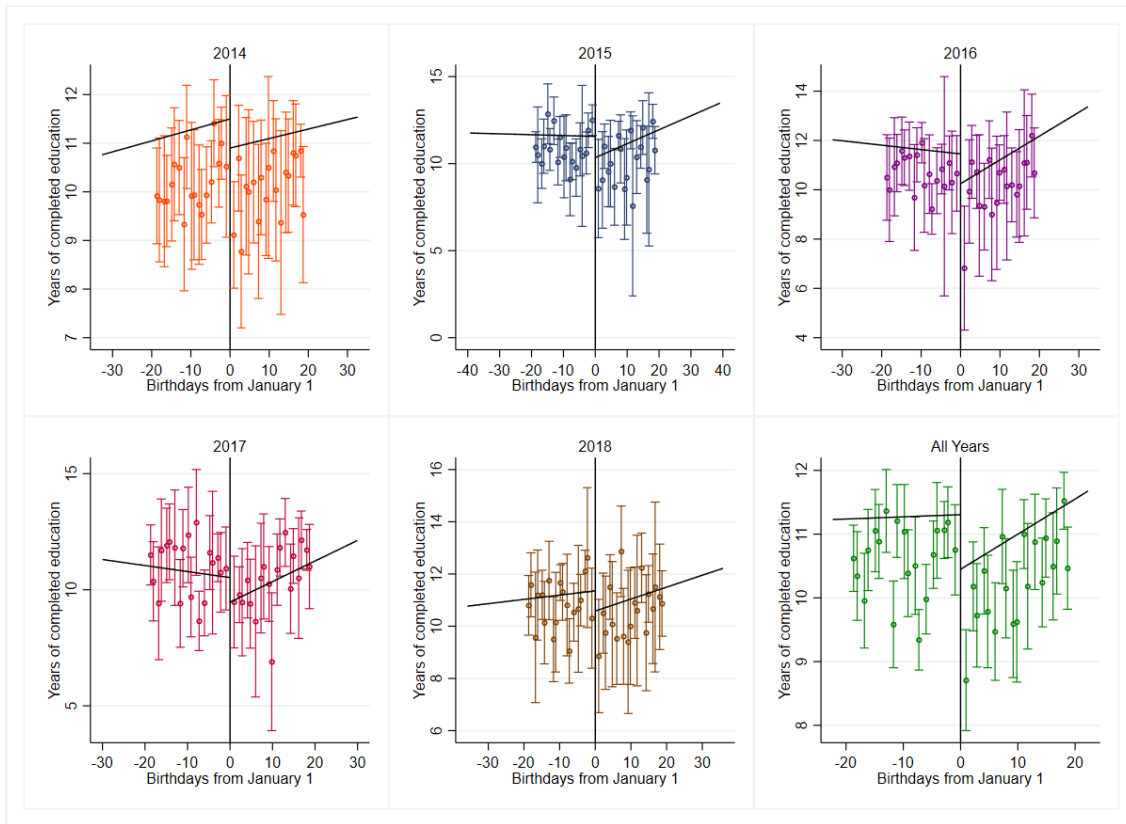 2014
Years of completed education
12
11
10
9
8
7
-30 -20 -10 0 10 20 30
Birthdays from January 1
2015
Years of completed education
15
10
5
0
-40 -30 -20 -10 0 10 20 30 40
Birthdays from January 1
2016
Years of completed education
14
12
10
8
6
4
-30 -20 -10 0 10 20 30
Birthdays from January 1
2017
Years of completed education
15
10
5
-30 -20 -10 0 10 20 30
Birthdays from January 1
2018
Years of completed education
16
14
12
10
8
6
-30 -20 -10 0 10 20 30
Birthdays from January 1
All Years
Years of completed education
12
11
10
9
8
-20 -10 0 10 20
Birthdays from January 1